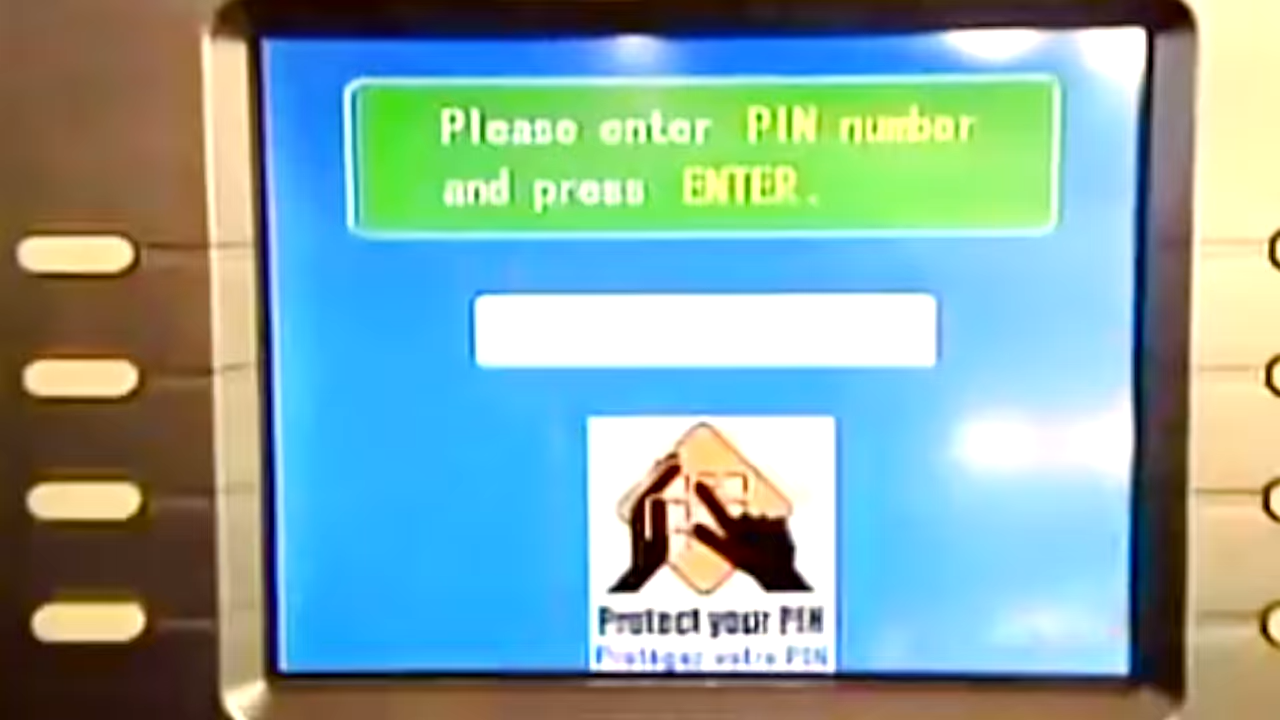 Please enter PIN number
and press ENTER.
Protect your PIN
Protégez votre PIN